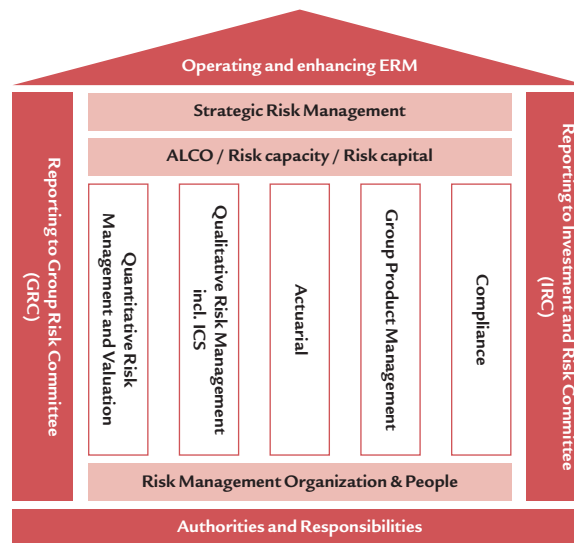 Operating and enhancing ERM
Strategic Risk Management
ALCO / Risk capacity / Risk capital
Reporting to Group Risk Committee
(GRC)
Quantitative Risk
Management and Valuation
Qualitative Risk Management
incl. ICS
Actuarial
Group Product Management
Compliance
Reporting to Investment and Risk Committee
(IRC)
Risk Management Organization & People
Authorities and Responsibilities